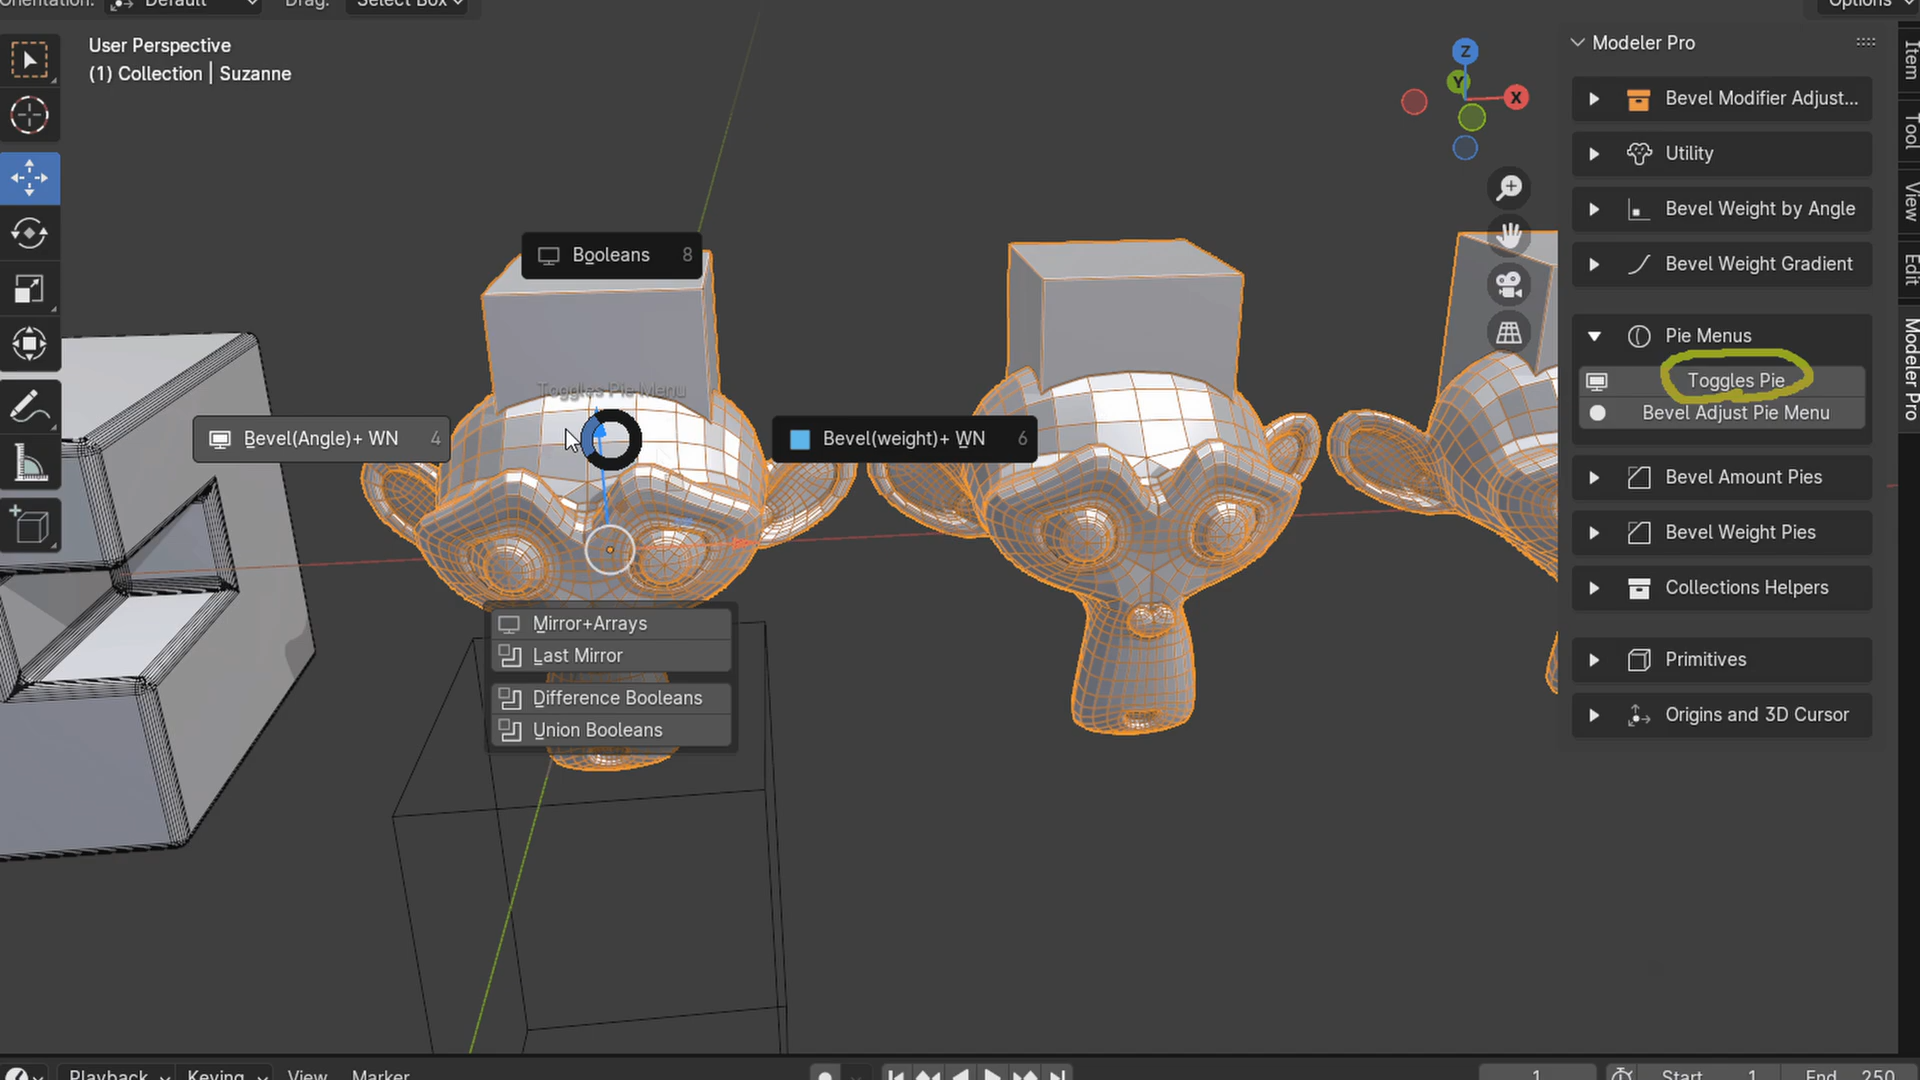 Orientation:
Default
Drag:
Select Box
Options
User Perspective
(1) Collection | Suzanne
Z
Y
X
Booleans 8
Toggles Pie Menu
Bevel(Angle)+ WN 4
Bevel(weight)+ WN 6
Mirror+Arrays
Last Mirror
Difference Booleans
Union Booleans
Modeler Pro
Bevel Modifier Adjust...
Utility
Bevel Weight by Angle
Bevel Weight Gradient
Pie Menus
Toggles Pie
Bevel Adjust Pie Menu
Bevel Amount Pies
Bevel Weight Pies
Collections Helpers
Primitives
Origins and 3D Cursor
Item
Tool
View
Edit
Modeler Pro
Playback
Keying
View
Marker
1
Start 1
End 250